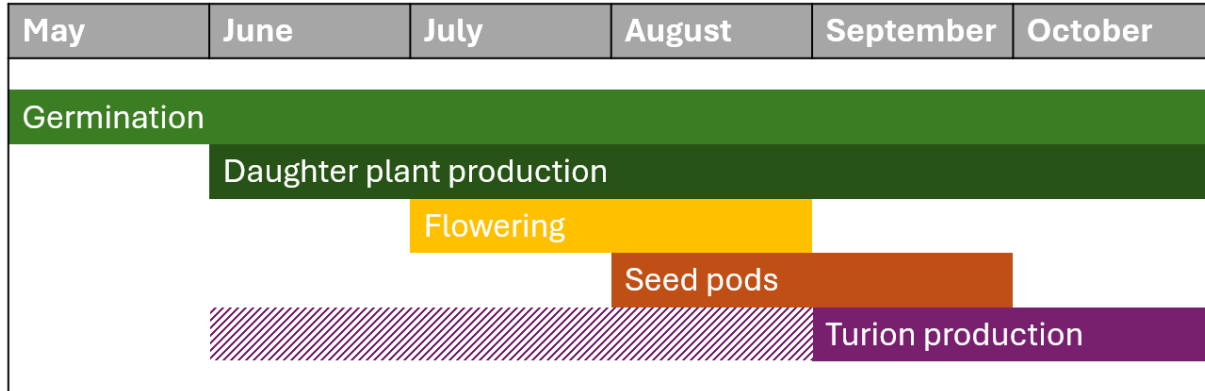 May June July August September October
Germination
Daughter plant production
Flowering
Seed pods
Turion production